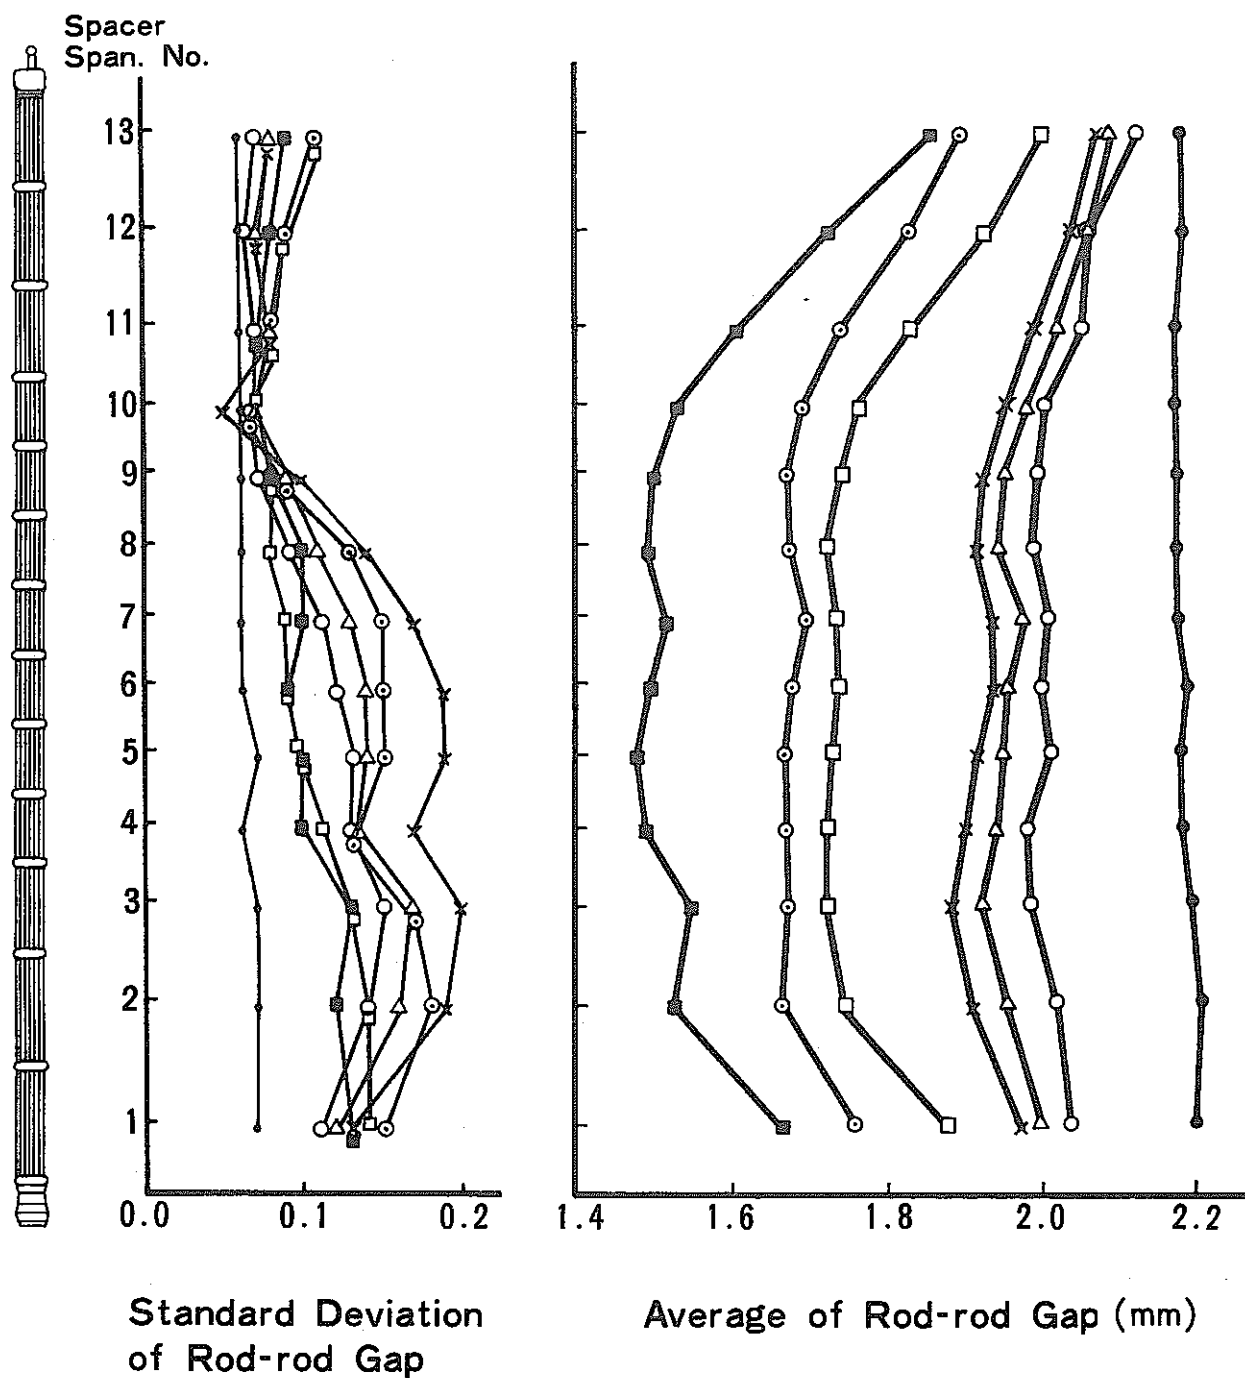 Spacer
Span. No.
13
12
11
10
9
8
7
6
5
4
3
2
1
0.0 0.1 0.2
1.4 1.6 1.8 2.0 2.2
Standard Deviation
of Rod-rod Gap
Average of Rod-rod Gap (mm)